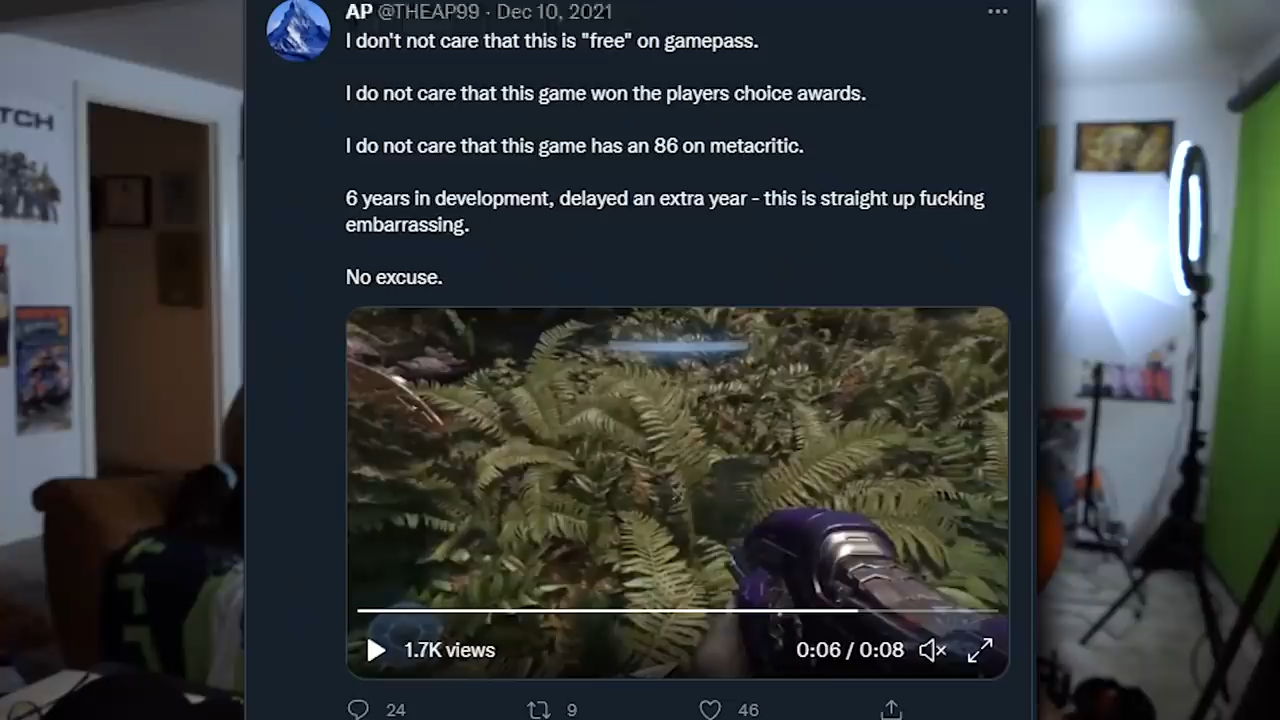 AP @THEAP99 · Dec 10, 2021
I don't not care that this is "free" on gamepass.
I do not care that this game won the players choice awards.
I do not care that this game has an 86 on metacritic.
6 years in development, delayed an extra year - this is straight up fucking
embarrassing.
No excuse.
1.7K views
0:06 / 0:08
24
9
46
TCH